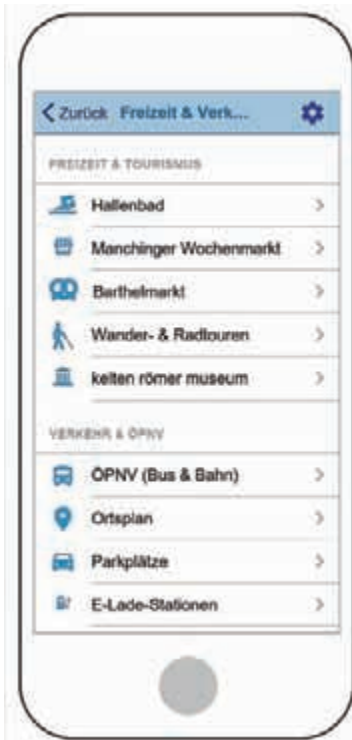 Zurück Freizeit & Verk...
FREIZEIT & TOURISMUS
Hallenbad
Manchinger Wochenmarkt
Barthelmarkt
Wander- & Radtouren
kelten römer museum
VERKEHR & ÖPNV
ÖPNV (Bus & Bahn)
Ortsplan
Parkplätze
E-Lade-Stationen